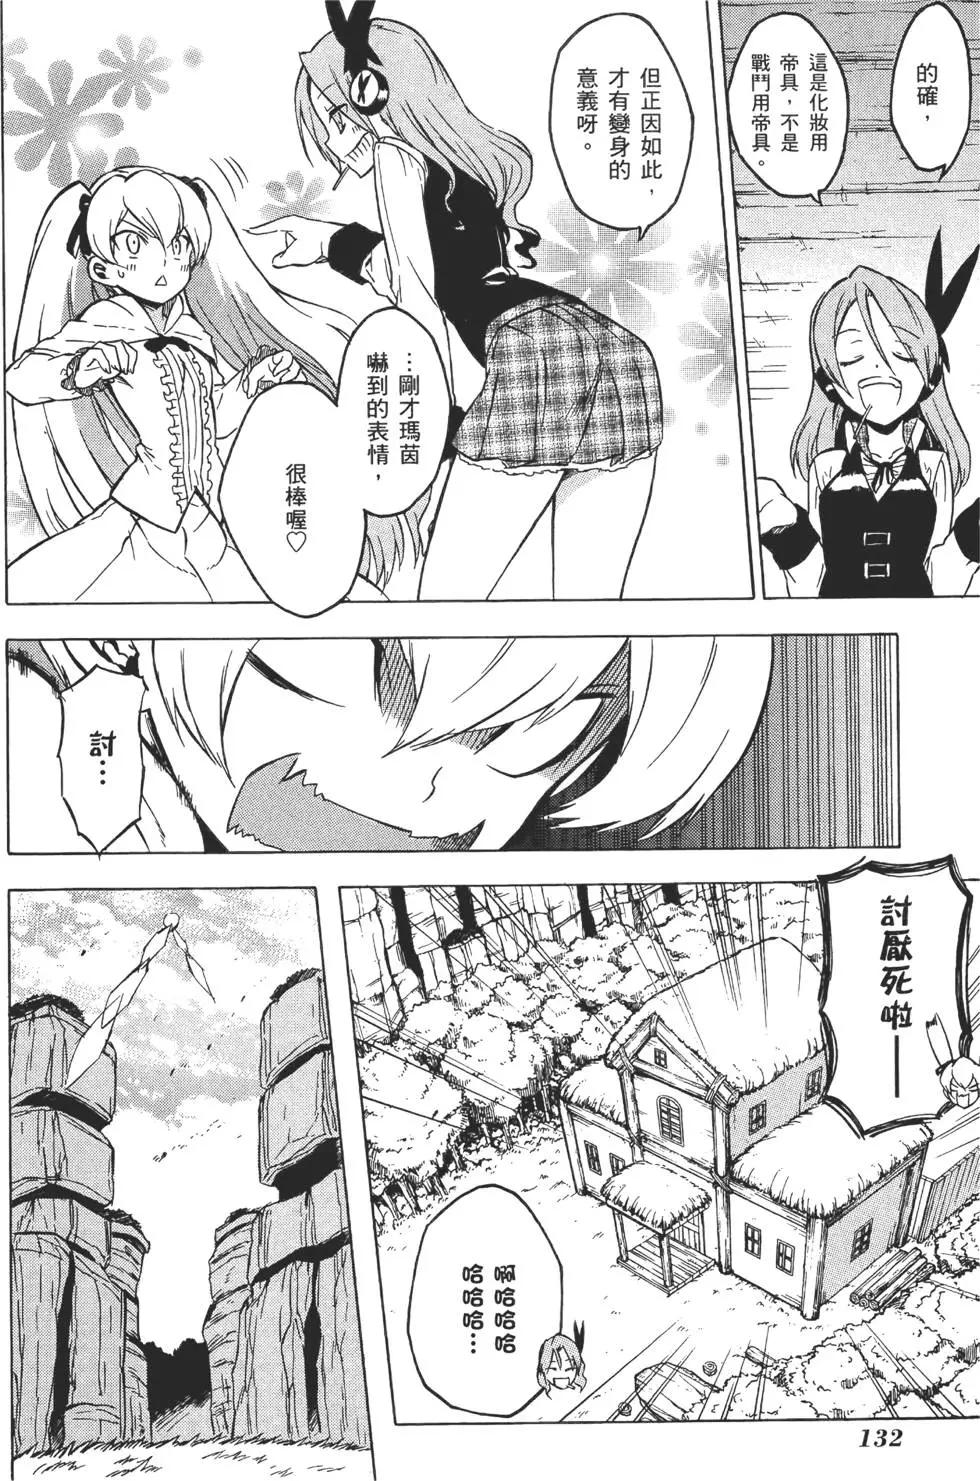 的確，
這是化妝用
帝具，不是
戰鬥用帝具。
但正因如此，
才有變身的
意義呀。
…剛才瑪茵
嚇到的表情，
很棒喔♡
討…
討厭死啦——
啊哈哈哈
哈哈哈…
132